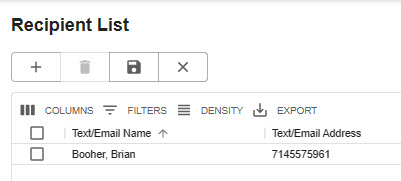 Recipient List
COLUMNS FILTERS DENSITY EXPORT
Text/Email Name Text/Email Address
Booher, Brian 7145575961